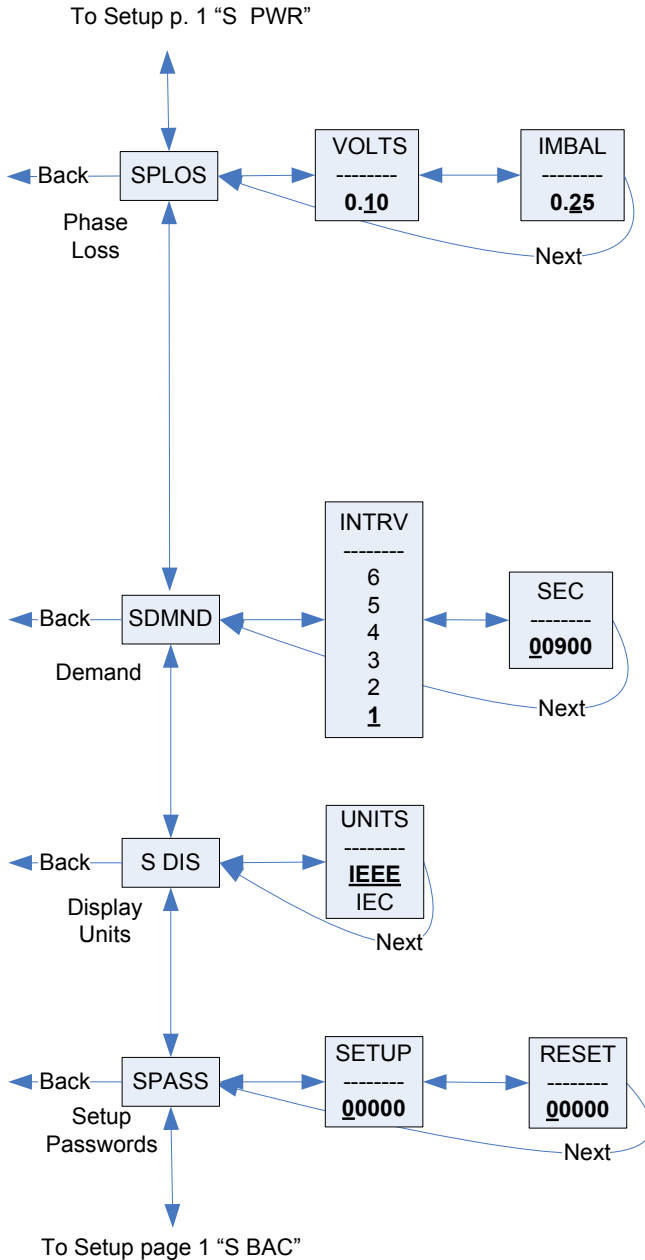 To Setup p. 1 “S  PWR”
Back
SPLOS
Phase
Loss
VOLTS
--------
0.10
IMBAL
--------
0.25
Next
Back
SDMND
Demand
INTRV
--------
6
5
4
3
2
1
SEC
--------
00900
Next
Back
S DIS
Display
Units
UNITS
--------
IEEE
IEC
Next
Back
SPASS
Setup
Passwords
SETUP
--------
00000
RESET
--------
00000
Next
To Setup page 1 “S BAC”